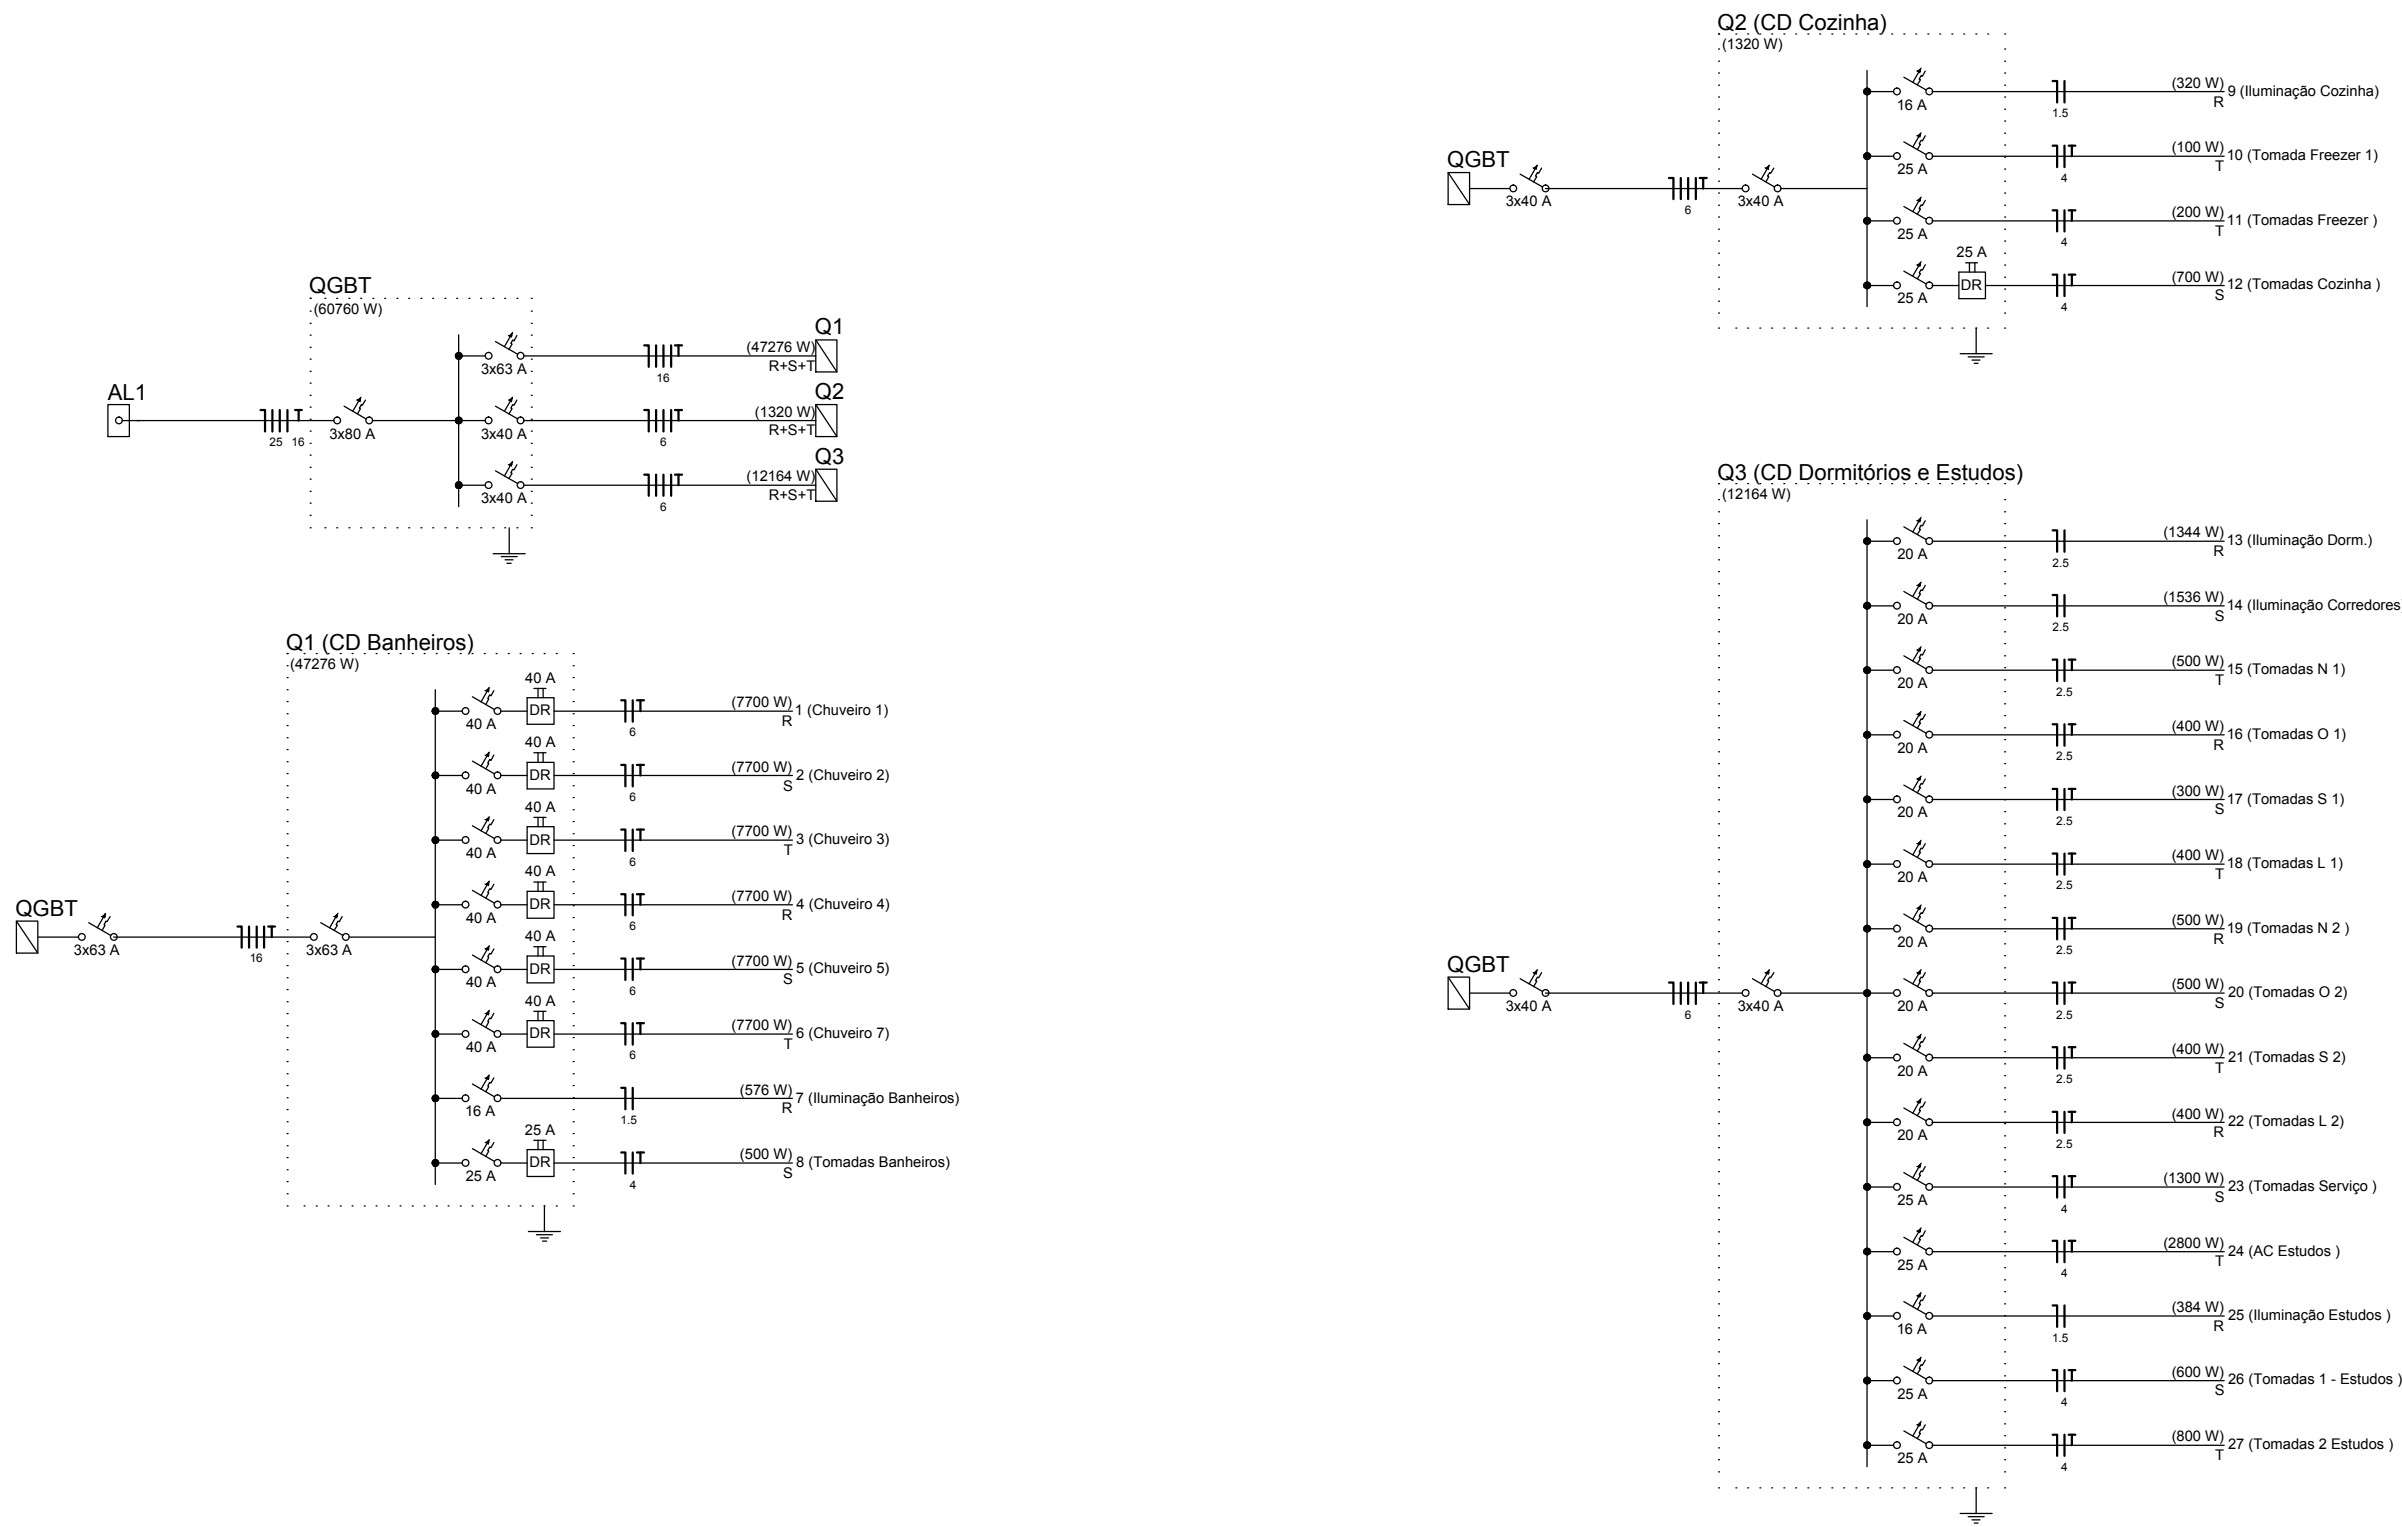 QGBT
(60760 W)
AL1
25 16
3x80 A
3x63 A
16
(47276 W)
R+S+T
Q1
3x40 A
6
(1320 W)
R+S+T
Q2
3x40 A
6
(12164 W)
R+S+T
Q3
Q1 (CD Banheiros)
(47276 W)
QGBT
3x63 A
16
3x63 A
40 A
40 A
DR
6
(7700 W)
R
1 (Chuveiro 1)
40 A
40 A
DR
6
(7700 W)
S
2 (Chuveiro 2)
40 A
40 A
DR
6
(7700 W)
T
3 (Chuveiro 3)
40 A
40 A
DR
6
(7700 W)
R
4 (Chuveiro 4)
40 A
40 A
DR
6
(7700 W)
S
5 (Chuveiro 5)
40 A
40 A
DR
6
(7700 W)
T
6 (Chuveiro 7)
16 A
1.5
(576 W)
R
7 (Iluminação Banheiros)
25 A
25 A
DR
4
(500 W)
S
8 (Tomadas Banheiros)
Q2 (CD Cozinha)
(1320 W)
QGBT
3x40 A
6
3x40 A
16 A
1.5
(320 W)
R
9 (Iluminação Cozinha)
25 A
4
(100 W)
T
10 (Tomada Freezer 1)
25 A
4
(200 W)
T
11 (Tomadas Freezer )
25 A
25 A
DR
4
(700 W)
S
12 (Tomadas Cozinha )
Q3 (CD Dormitórios e Estudos)
(12164 W)
QGBT
3x40 A
6
3x40 A
20 A
2.5
(1344 W)
R
13 (Iluminação Dorm.)
20 A
2.5
(1536 W)
S
14 (Iluminação Corredores
20 A
2.5
(500 W)
T
15 (Tomadas N 1)
20 A
2.5
(400 W)
R
16 (Tomadas O 1)
20 A
2.5
(300 W)
S
17 (Tomadas S 1)
20 A
2.5
(400 W)
T
18 (Tomadas L 1)
20 A
2.5
(500 W)
R
19 (Tomadas N 2 )
20 A
2.5
(500 W)
S
20 (Tomadas O 2)
20 A
2.5
(400 W)
T
21 (Tomadas S 2)
20 A
2.5
(400 W)
R
22 (Tomadas L 2)
25 A
4
(1300 W)
S
23 (Tomadas Serviço )
25 A
4
(2800 W)
T
24 (AC Estudos )
16 A
1.5
(384 W)
R
25 (Iluminação Estudos )
25 A
4
(600 W)
S
26 (Tomadas 1 - Estudos )
25 A
4
(800 W)
T
27 (Tomadas 2 Estudos )